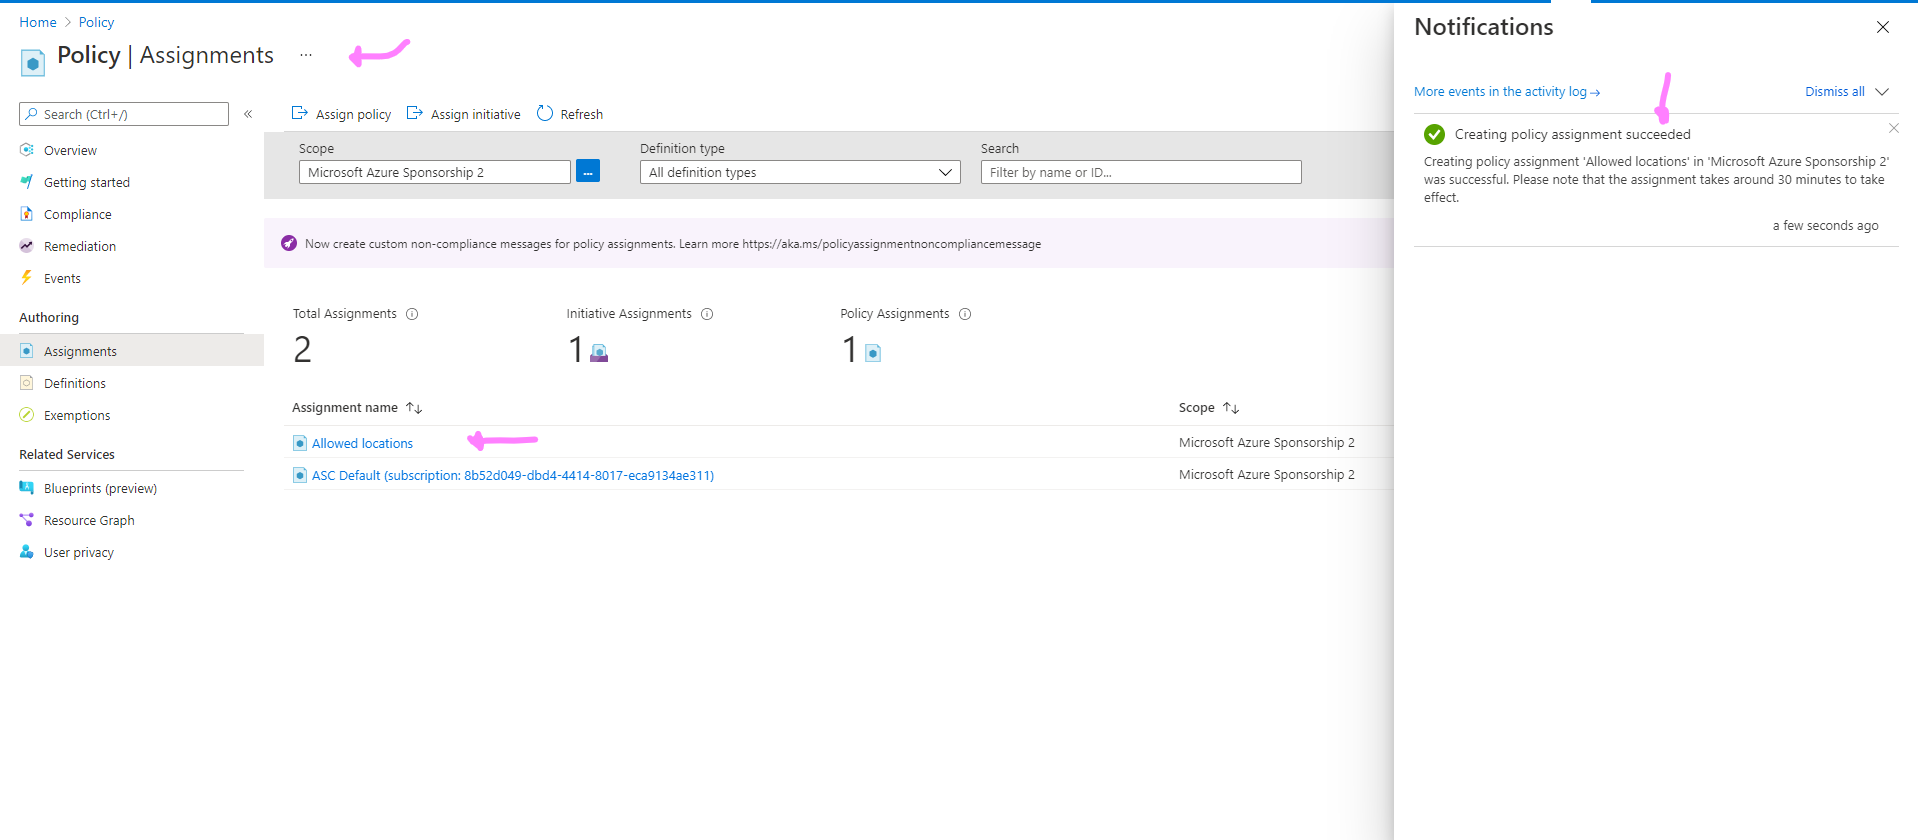 Home > Policy
Policy | Assignments ...
Search (Ctrl+/) «
Overview
Getting started
Compliance
Remediation
Events
Authoring
Assignments
Definitions
Exemptions
Related Services
Blueprints (preview)
Resource Graph
User privacy
Assign policy Assign initiative Refresh
Scope Definition type Search
Microsoft Azure Sponsorship 2 ... All definition types Filter by name or ID...
Now create custom non-compliance messages for policy assignments. Learn more https://aka.ms/policyassignmentnoncompliancemessage
Total Assignments Initiative Assignments Policy Assignments
2 1 1
Assignment name ↑↓ Scope ↑↓
Allowed locations Microsoft Azure Sponsorship 2
ASC Default (subscription: 8b52d049-dbd4-4414-8017-eca9134ae311) Microsoft Azure Sponsorship 2
Notifications
More events in the activity log → Dismiss all
Creating policy assignment succeeded
Creating policy assignment 'Allowed locations' in 'Microsoft Azure Sponsorship 2'
was successful. Please note that the assignment takes around 30 minutes to take
effect.
a few seconds ago